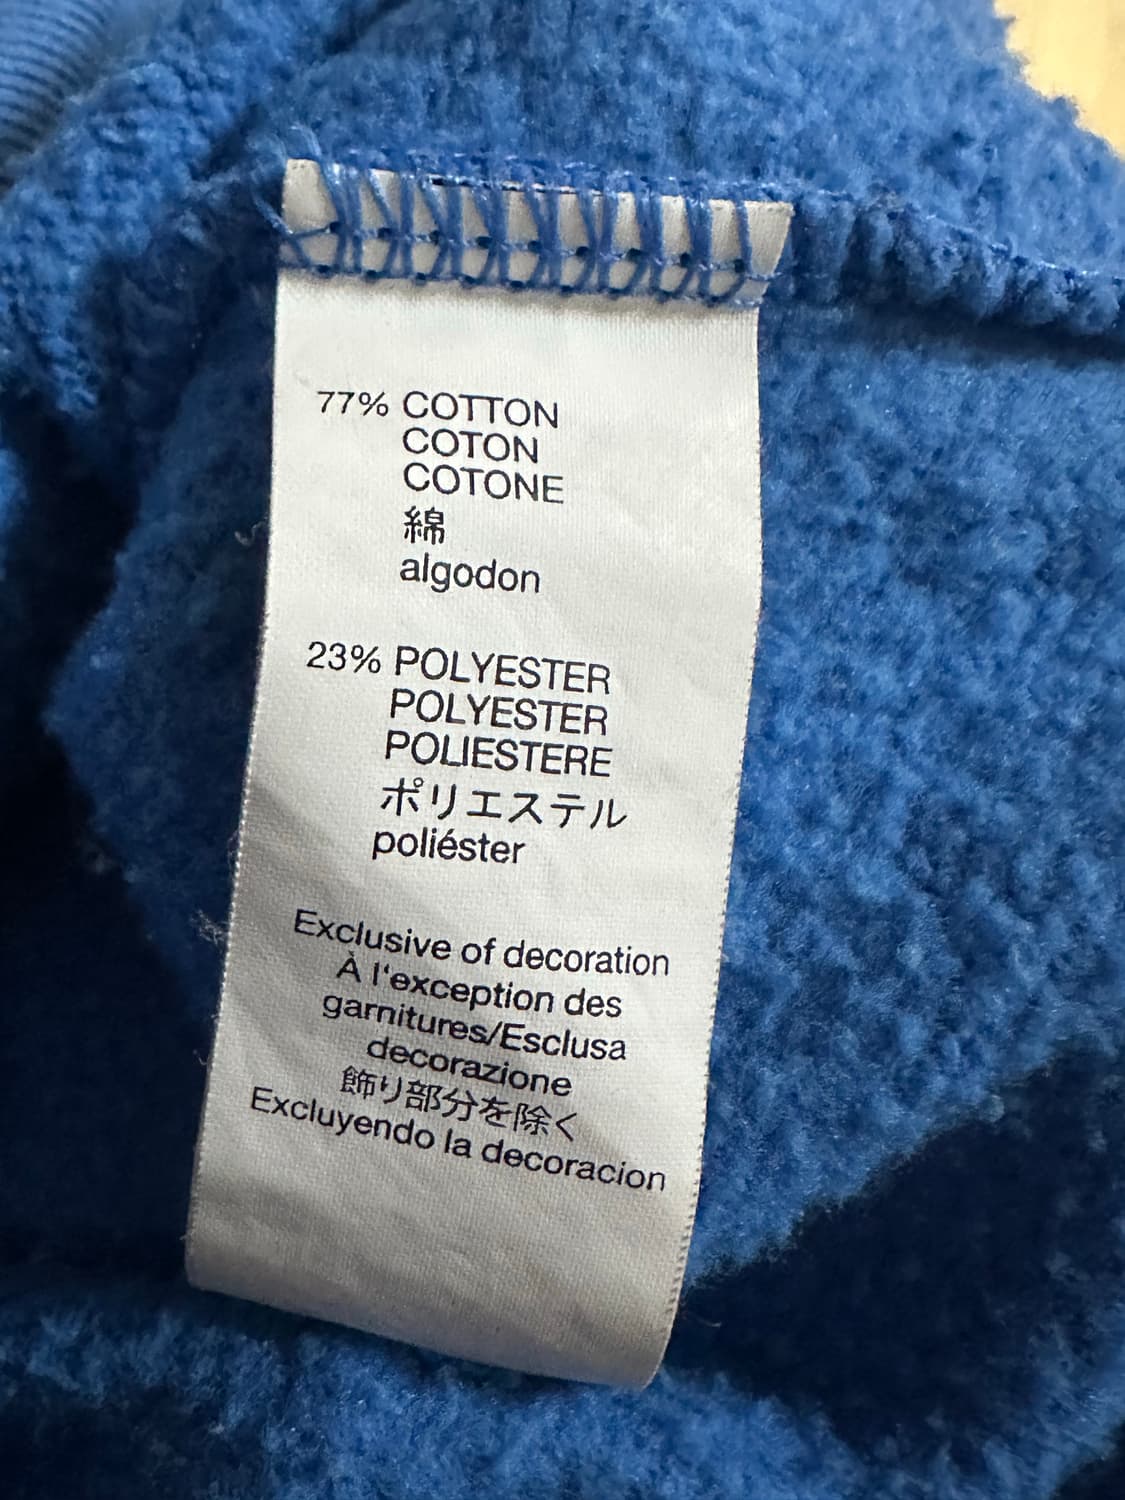 77% COTTON
COTON
COTONE
綿
algodon
23% POLYESTER
POLYESTER
POLIESTERE
ポリエステル
poliéster
Exclusive of decoration
À l'exception des
garnitures/Esclusa
decorazione
飾り部分を除く
Excluyendo la decoracion